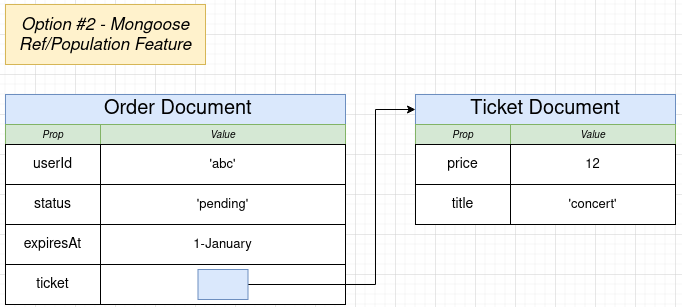 Option #2 - Mongoose
Ref/Population Feature
Order Document
Prop Value
userId 'abc'
status 'pending'
expiresAt 1-January
ticket
Ticket Document
Prop Value
price 12
title 'concert'